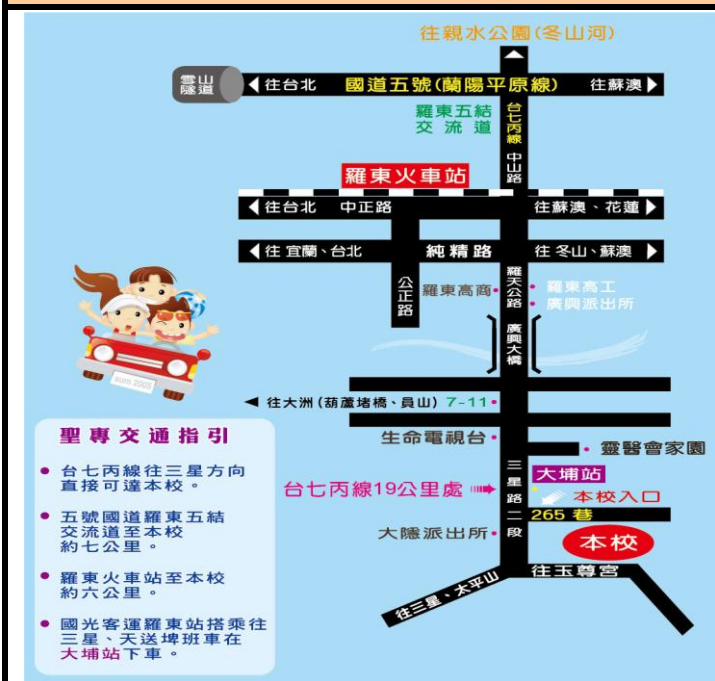 往親水公園(冬山河)
雪山
隧道
往台北 國道五號(蘭陽平原線) 往蘇澳
羅東五結
交流道
台七丙線
中山路
羅東火車站
往台北 中正路 往蘇澳、花蓮
往 宜蘭、台北 純精路 往 冬山、蘇澳
公正路
羅東高商
羅天公路
羅東高工
廣興派出所
廣興大橋
往大洲(葫蘆堵橋、員山) 7-11
生命電視台
靈醫會家園
三星路二段
大埔站
台七丙線19公里處
本校入口
265 巷
大隱派出所
本校
往玉尊宮
往三星、太平山
聖專交通指引
台七丙線往三星方向
直接可達本校。
五號國道羅東五結
交流道至本校
約七公里。
羅東火車站至本校
約六公里。
國光客運羅東站搭乘往
三星、天送埤班車在
大埔站下車。